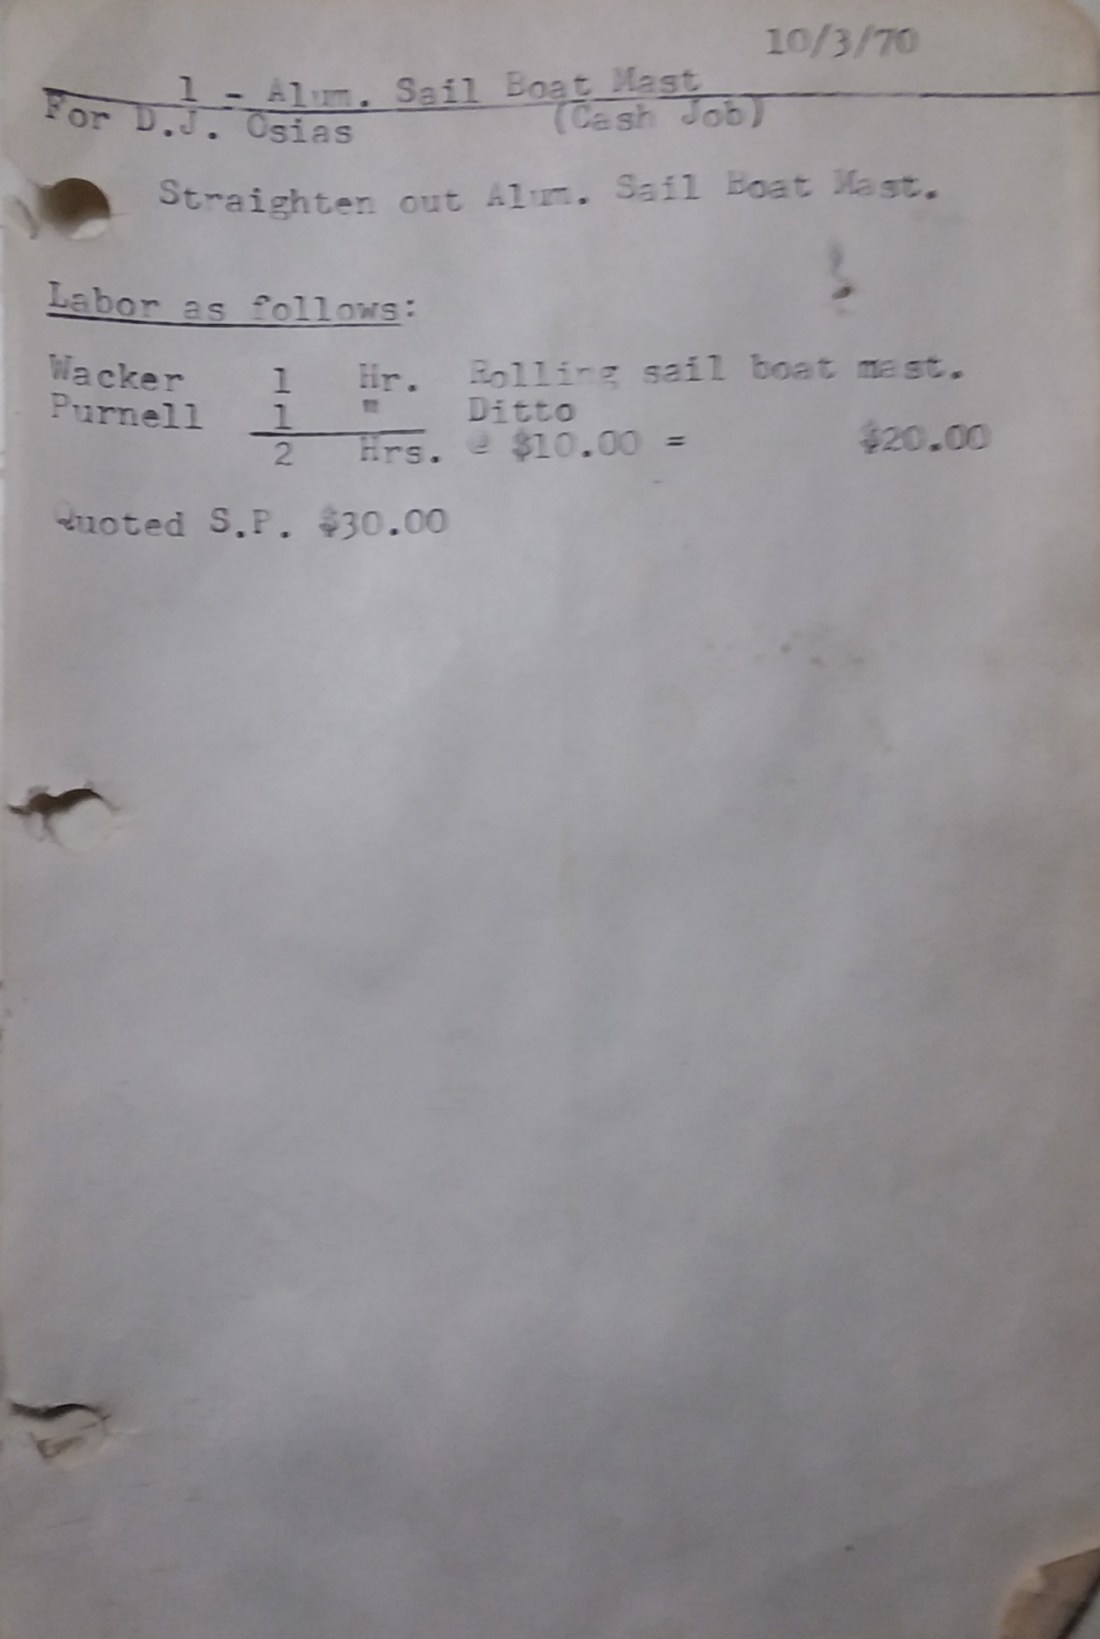 10/3/70
1 - Alum. Sail Boat Mast
For D.J. Osias (Cash Job)
Straighten out Alum. Sail Boat Mast.
Labor as follows:
Wacker 1 Hr. Rolling sail boat mast.
Purnell 1 " Ditto
2 Hrs. @ $10.00 = $20.00
Quoted S.P. $30.00